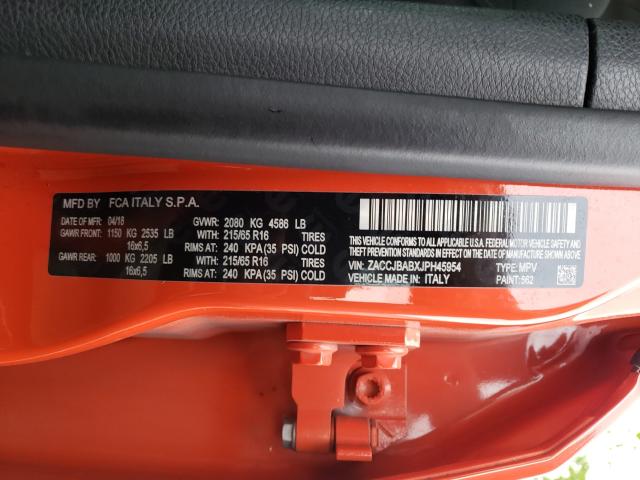 MFD BY FCA ITALY S.P.A.
DATE OF MFR: 04/18 GVWR: 2080 KG 4586 LB
GAWR FRONT: 1150 KG 2535 LB 215/65 R16 TIRES
16x6,5 RIMS AT: 240 KPA (35 PSI) COLD
GAWR REAR: 1000 KG 2205 LB 215/65 R16 TIRES
16x6,5 RIMS AT: 240 KPA (35 PSI) COLD
THIS VEHICLE CONFORMS TO ALL APPLICABLE U.S.A. FEDERAL MOTOR VEHICLE SAFETY, BUMPER, AND THEFT PREVENTION STANDARDS IN EFFECT ON THE DATE OF MANUFACTURE SHOWN ABOVE.
VIN: ZACCJBABXJPH45954 TYPE: MPV
VEHICLE MADE IN: ITALY PAINT: 562